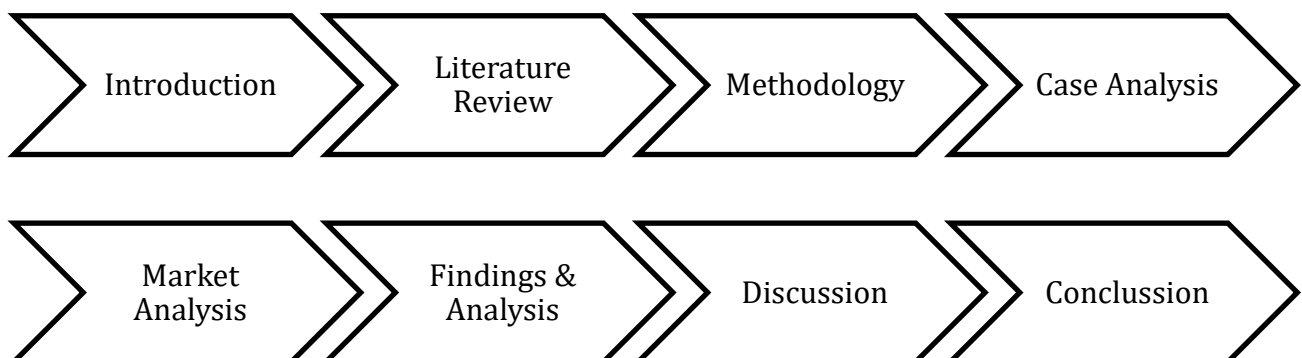 Introduction
Literature
Review
Methodology
Case Analysis
Market
Analysis
Findings &
Analysis
Discussion
Conclussion